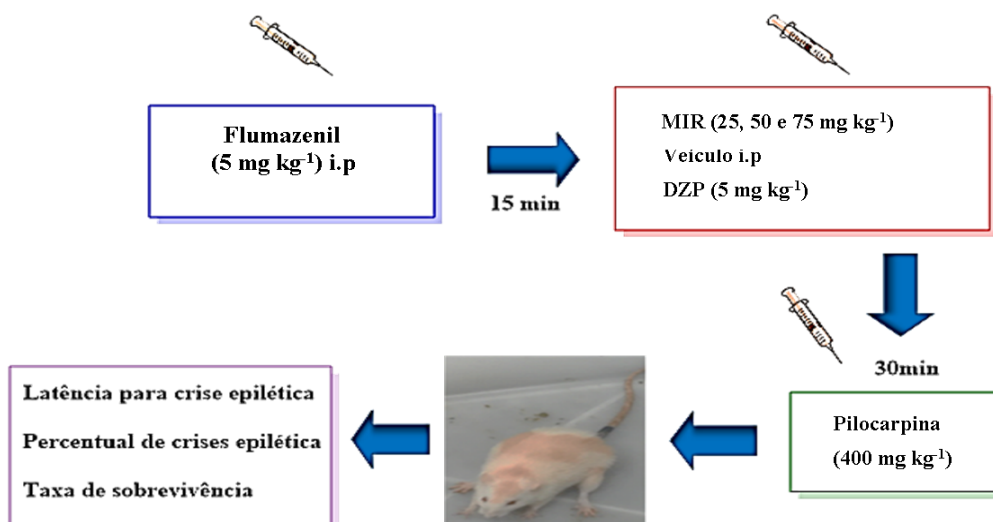 Flumazenil
(5 mg kg⁻¹) i.p
15 min
MIR (25, 50 e 75 mg kg⁻¹)
Veículo i.p
DZP (5 mg kg⁻¹)
30min
Pilocarpina
(400 mg kg⁻¹)
Latência para crise epilética
Percentual de crises epilética
Taxa de sobrevivência